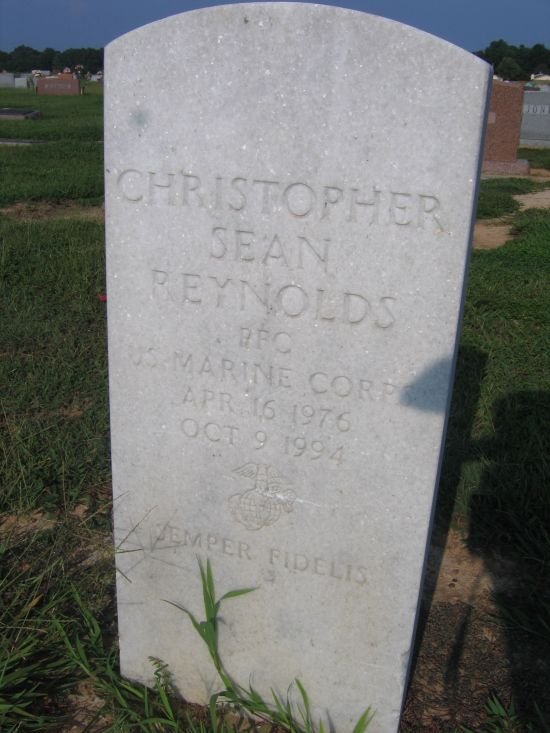 CHRISTOPHER
SEAN
REYNOLDS
PFC
US MARINE CORPS
APR 16 1976
OCT 9 1994
SEMPER FIDELIS